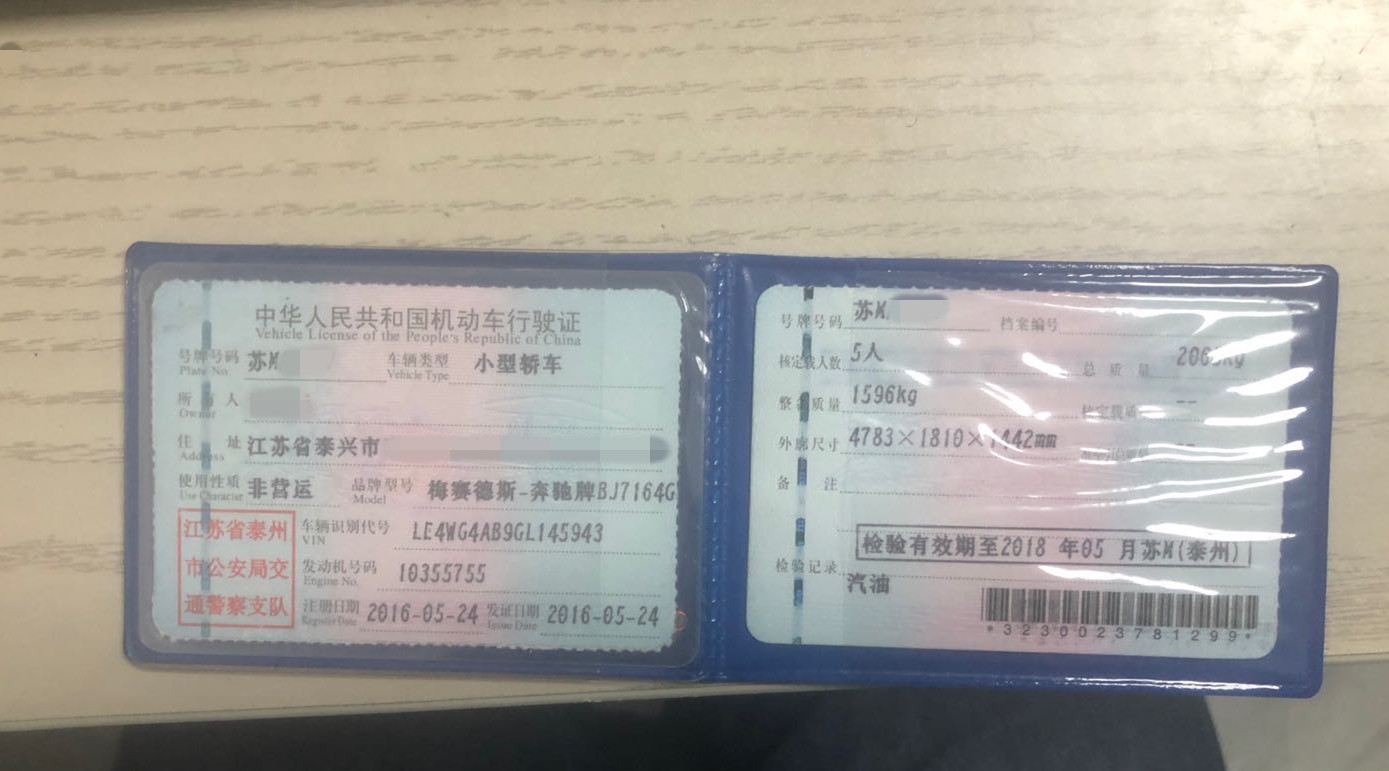 中华人民共和国机动车行驶证
Vehicle License of the People's Republic of China
号牌号码 苏M 车辆类型 小型轿车
Plate No. Vehicle Type
所有人
Owner
住址 江苏省泰兴市
Address
使用性质 非营运 品牌型号 梅赛德斯-奔驰牌BJ7164G
Use Character Model
江苏省泰州
市公安局交
通警察支队
车辆识别代号 LE4WG4AB9GL145943
VIN
发动机号码 10355755
Engine No.
注册日期 2016-05-24 发证日期 2016-05-24
Register Date Issue Date
号牌号码 苏M 档案编号
核定载人数 5人 总质量
整备质量 1596kg 核定载质
外廓尺寸 4783×1810×1442mm
备注
检验有效期至2018 年05 月苏M(泰州)
检验记录
汽油
*3230023781299*